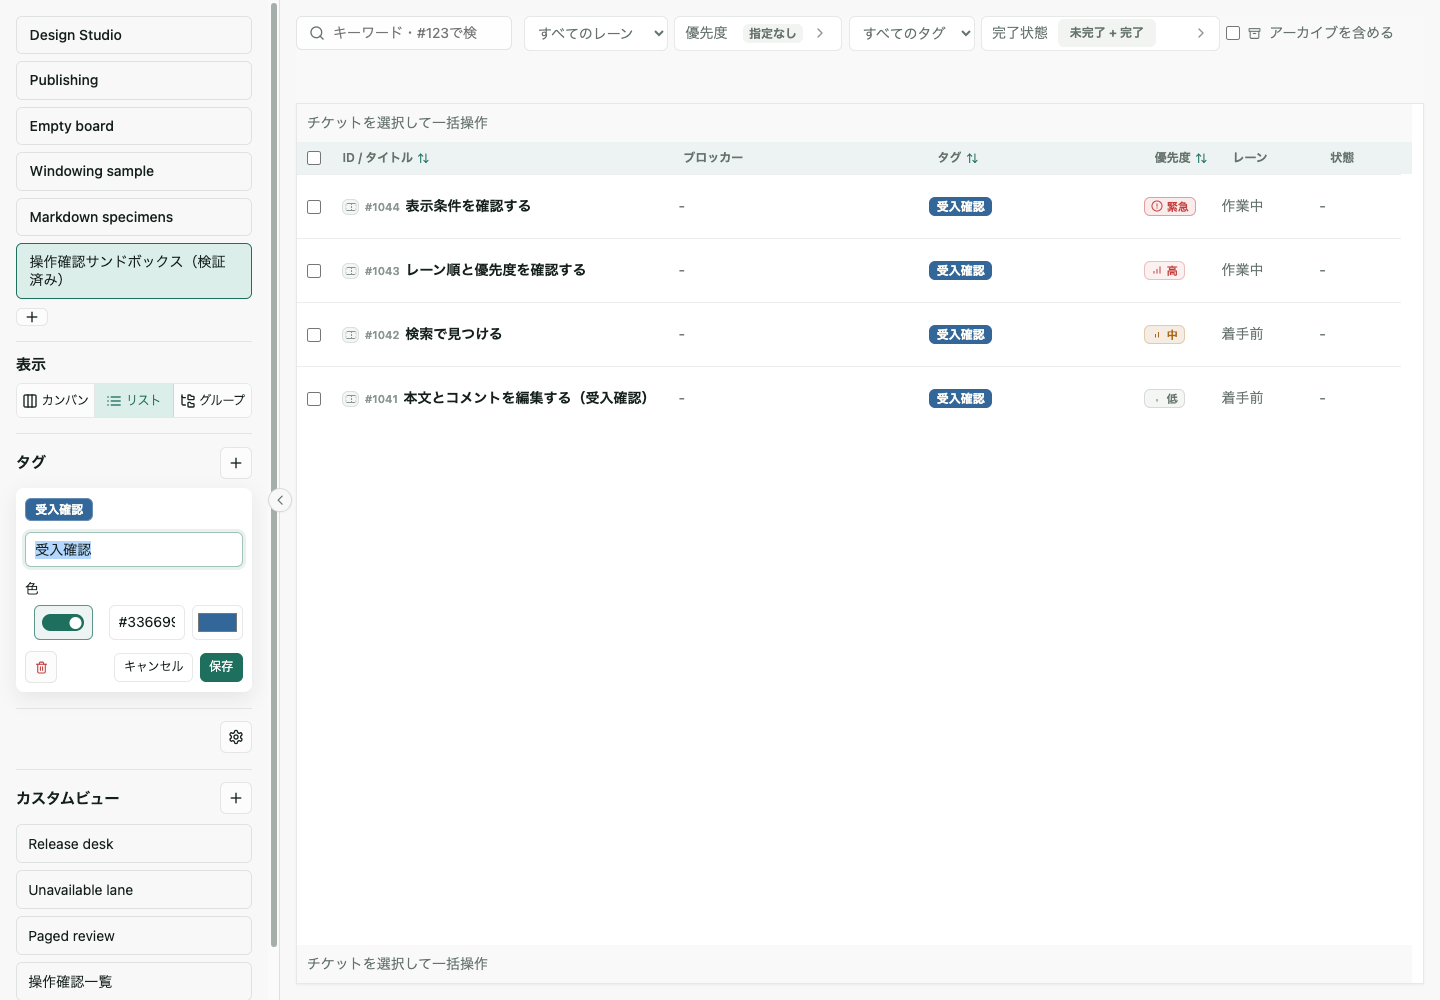 Design Studio
Publishing
Empty board
Windowing sample
Markdown specimens
操作確認サンドボックス（検証
済み）
表示
カンバン リスト グループ
タグ
受入確認
受入確認
色
#336699
キャンセル 保存
カスタムビュー
Release desk
Unavailable lane
Paged review
操作確認一覧
キーワード・#123で検
すべてのレーン
優先度 指定なし
すべてのタグ
完了状態 未完了 + 完了
アーカイブを含める
チケットを選択して一括操作
ID / タイトル ブロッカー タグ 優先度 レーン 状態
#1044 表示条件を確認する - 受入確認 緊急 作業中 -
#1043 レーン順と優先度を確認する - 受入確認 高 作業中 -
#1042 検索で見つける - 受入確認 中 着手前 -
#1041 本文とコメントを編集する（受入確認） - 受入確認 低 着手前 -
チケットを選択して一括操作